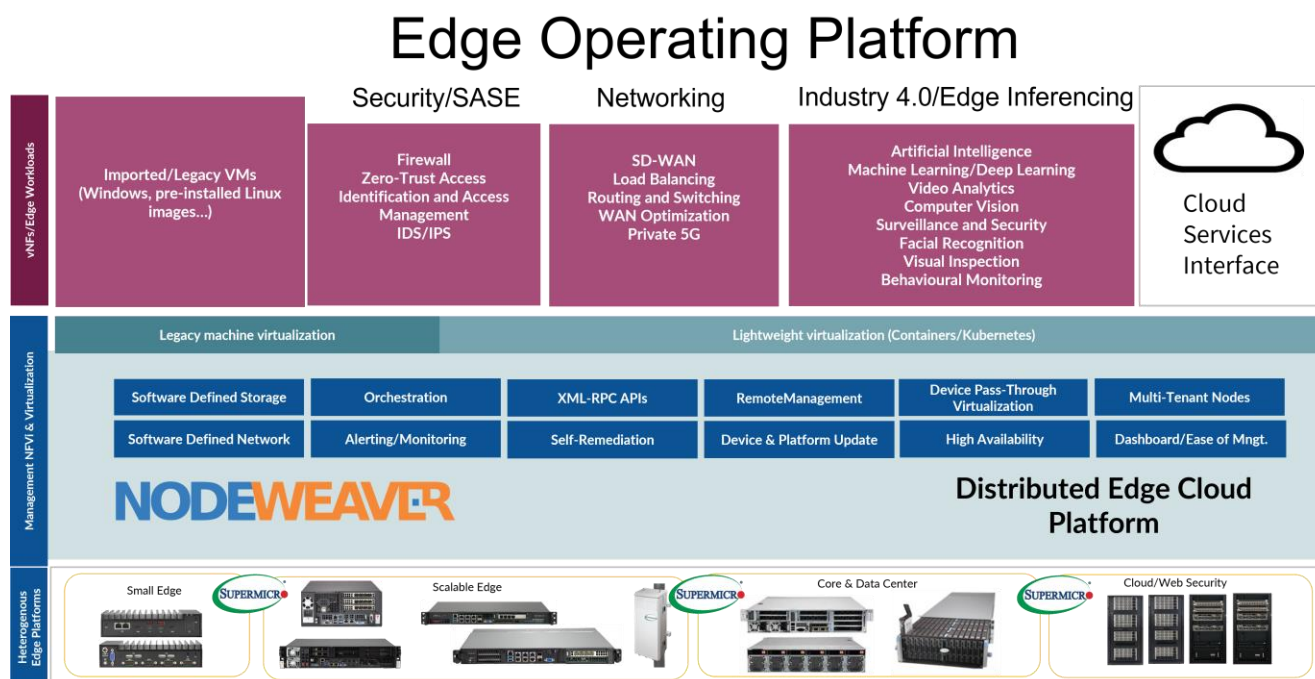 Edge Operating Platform
vNFs/Edge Workloads
Imported/Legacy VMs
(Windows, pre-installed Linux
images...)
Security/SASE
Firewall
Zero-Trust Access
Identification and Access
Management
IDS/IPS
Networking
SD-WAN
Load Balancing
Routing and Switching
WAN Optimization
Private 5G
Industry 4.0/Edge Inferencing
Artificial Intelligence
Machine Learning/Deep Learning
Video Analytics
Computer Vision
Surveillance and Security
Facial Recognition
Visual Inspection
Behavioural Monitoring
Cloud
Services
Interface
Management NFVi & Virtualization
Legacy machine virtualization
Lightweight virtualization (Containers/Kubernetes)
Software Defined Storage
Orchestration
XML-RPC APIs
RemoteManagement
Device Pass-Through
Virtualization
Multi-Tenant Nodes
Software Defined Network
Alerting/Monitoring
Self-Remediation
Device & Platform Update
High Availability
Dashboard/Ease of Mngt.
NODEWEAVER
Distributed Edge Cloud
Platform
Heterogenous
Edge Platforms
Small Edge
SUPERMICRO
Scalable Edge
SUPERMICRO
Core & Data Center
SUPERMICRO
Cloud/Web Security